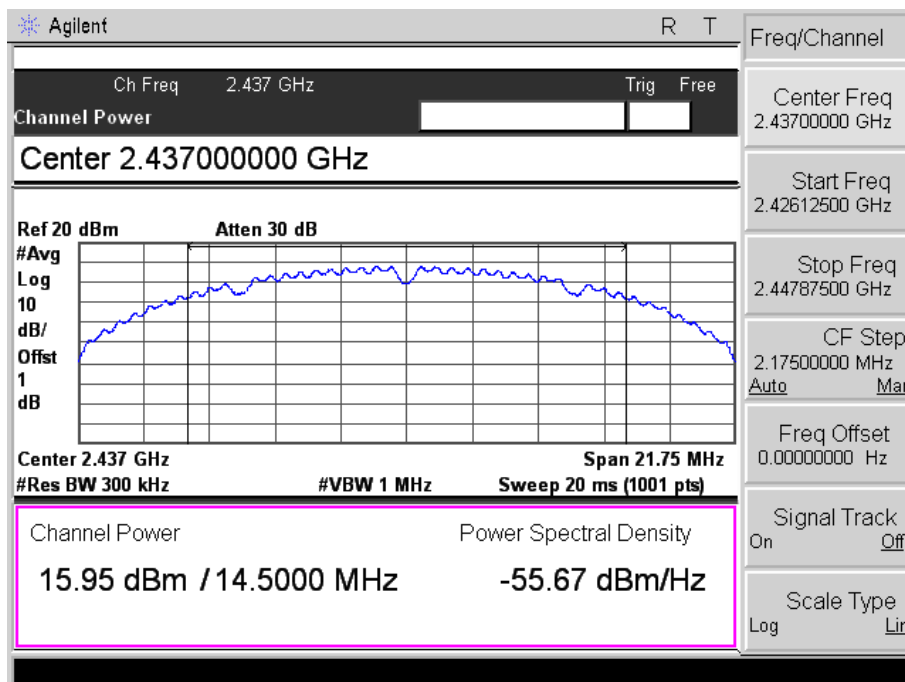 Agilent R T
Ch Freq 2.437 GHz Trig Free
Channel Power
Center 2.437000000 GHz
Ref 20 dBm Atten 30 dB
#Avg
Log
10
dB/
Offst
1
dB
Center 2.437 GHz Span 21.75 MHz
#Res BW 300 kHz #VBW 1 MHz Sweep 20 ms (1001 pts)
Channel Power Power Spectral Density
15.95 dBm / 14.5000 MHz -55.67 dBm/Hz
Freq/Channel
Center Freq
2.43700000 GHz
Start Freq
2.42612500 GHz
Stop Freq
2.44787500 GHz
CF Step
2.17500000 MHz
Auto Man
Freq Offset
0.00000000 Hz
Signal Track
On Off
Scale Type
Log Lin